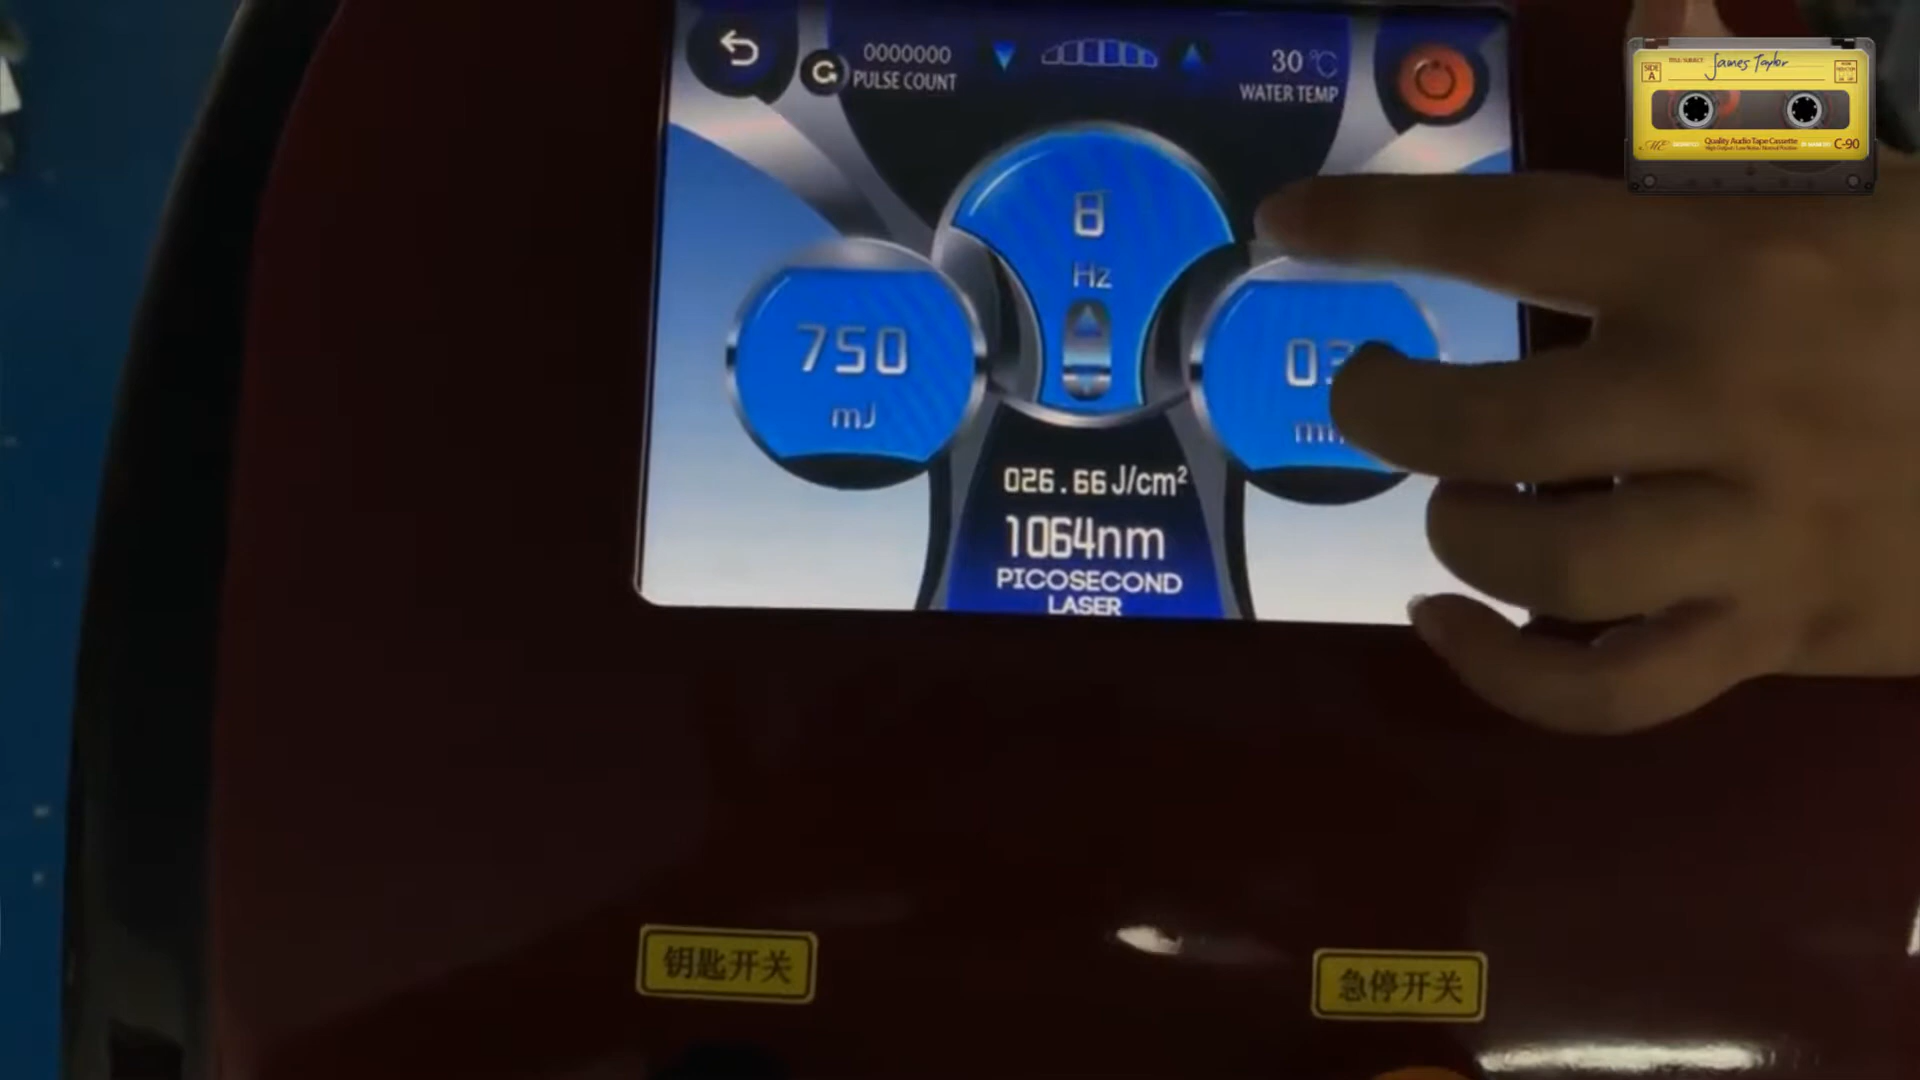 0000000
PULSE COUNT
30 ℃
WATER TEMP
8
Hz
750
mJ
03
026.66 J/cm²
1064nm
PICOSECOND
LASER
钥匙开关
急停开关
SIDE
A
James Taylor
Quality Audio Tape Cassette
C-90